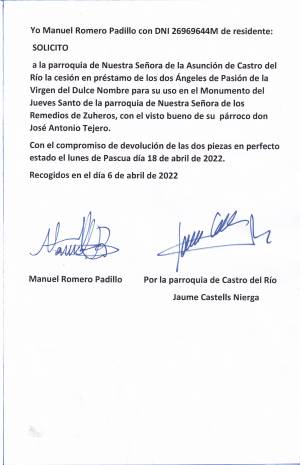 Yo Manuel Romero Padillo con DNI 26969644M de residente:
SOLICITO
a la parroquia de Nuestra Señora de la Asunción de Castro del
Río la cesión en préstamo de los dos Ángeles de Pasión de la
Virgen del Dulce Nombre para su uso en el Monumento del
Jueves Santo de la parroquia de Nuestra Señora de los
Remedios de Zuheros, con el visto bueno de su párroco don
José Antonio Tejero.
Con el compromiso de devolución de las dos piezas en perfecto
estado el lunes de Pascua día 18 de abril de 2022.
Recogidos en el día 6 de abril de 2022
Manuel Romero Padillo Por la parroquia de Castro del Río
Jaume Castells Nierga